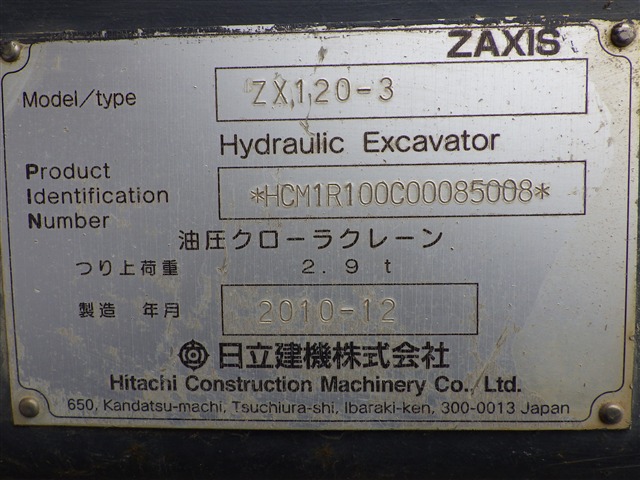 ZAXIS
Model/type ZX120-3
Hydraulic Excavator
Product
Identification *HCM1R100C00085008*
Number
油圧クローラクレーン
つり上荷重 2.9 t
製造 年月 2010-12
日立建機株式会社
Hitachi Construction Machinery Co., Ltd.
650, Kandatsu-machi, Tsuchiura-shi, Ibaraki-ken, 300-0013 Japan